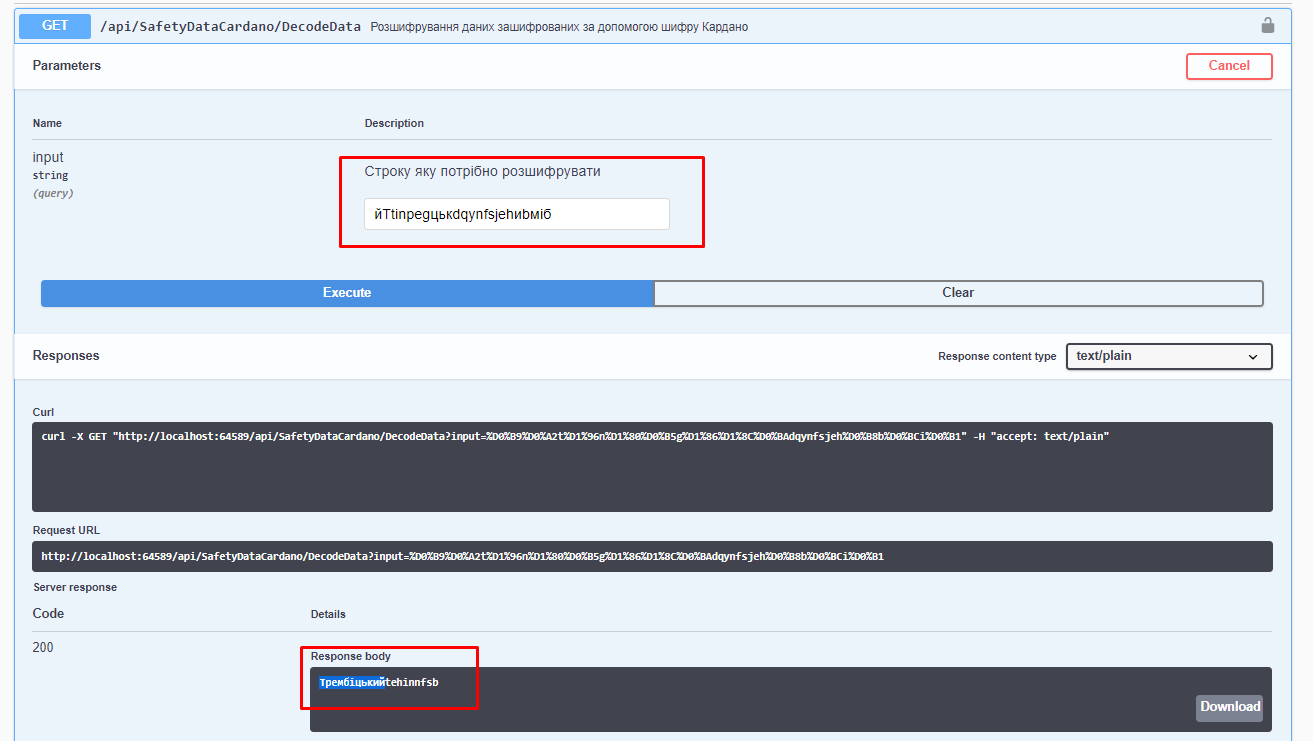 GET /api/SafetyDataCardano/DecodeData Розшифрування даних зашифрованих за допомогою шифру Кардано
Parameters
Cancel
Name Description
input
string
(query)
Строку яку потрібно розшифрувати
йТtіnреgцькdqynfsjehиbмiб
Execute Clear
Responses
Response content type text/plain
Curl
curl -X GET "http://localhost:64589/api/SafetyDataCardano/DecodeData?input=%D0%B9%D0%A2t%D1%96n%D1%80%D0%B5g%D1%86%D1%8C%D0%BAdqynfsjeh%D0%B8b%D0%BCi%D0%B1" -H "accept: text/plain"
Request URL
http://localhost:64589/api/SafetyDataCardano/DecodeData?input=%D0%B9%D0%A2t%D1%96n%D1%80%D0%B5g%D1%86%D1%8C%D0%BAdqynfsjeh%D0%B8b%D0%BCi%D0%B1
Server response
Code Details
200
Response body
Трембіцькийtehinnfsb
Download